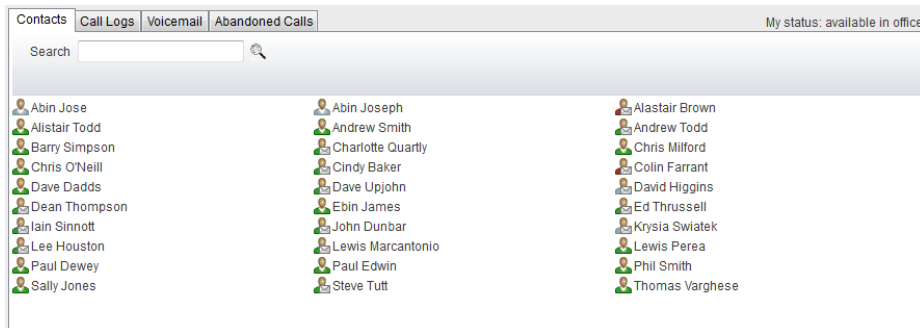 Contacts Call Logs Voicemail Abandoned Calls My status: available in office
Search
Abin Jose Abin Joseph Alastair Brown
Alistair Todd Andrew Smith Andrew Todd
Barry Simpson Charlotte Quartly Chris Milford
Chris O'Neill Cindy Baker Colin Farrant
Dave Dadds Dave Upjohn David Higgins
Dean Thompson Ebin James Ed Thrussell
Iain Sinnott John Dunbar Krysia Swiatek
Lee Houston Lewis Marcantonio Lewis Perea
Paul Dewey Paul Edwin Phil Smith
Sally Jones Steve Tutt Thomas Varghese